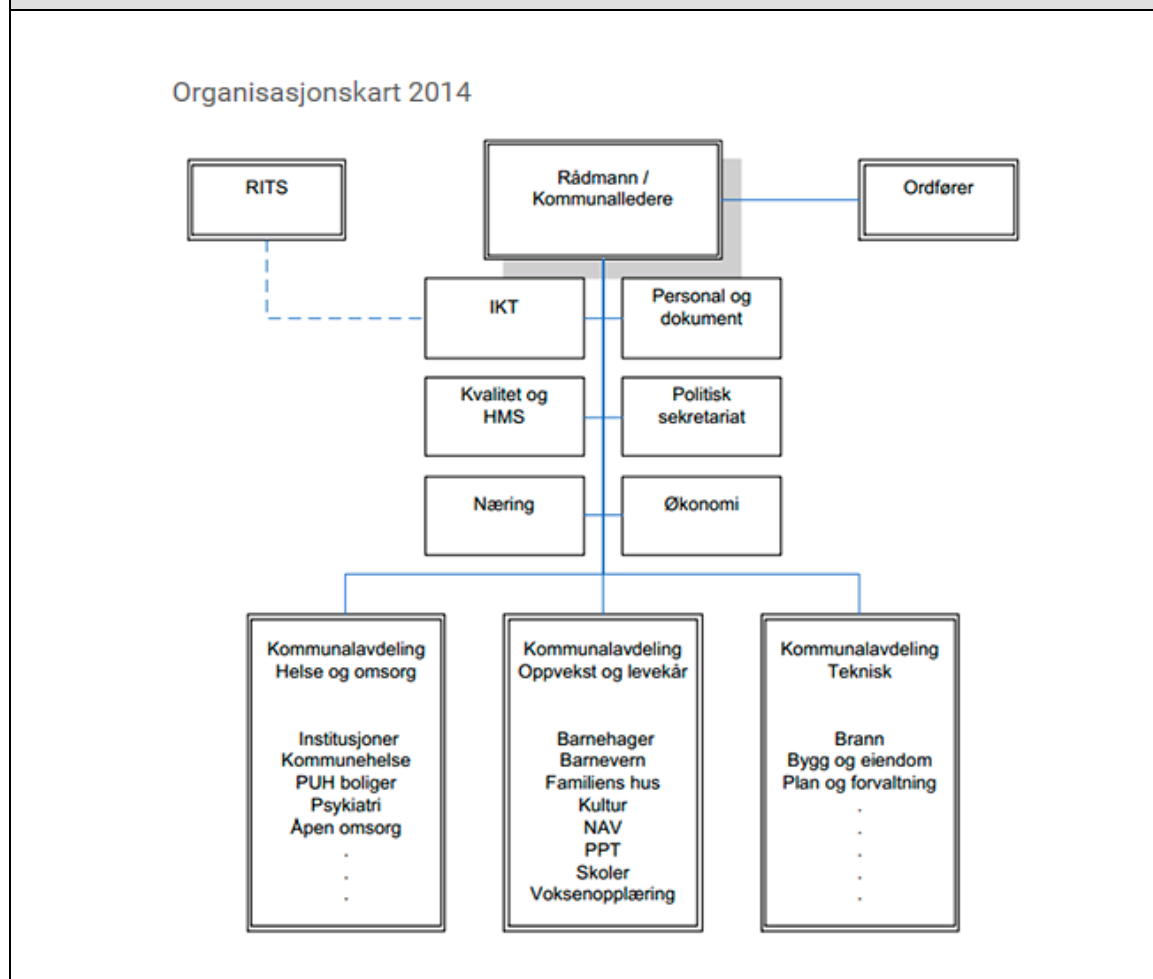 Organisasjonskart 2014
RITS
Rådmann /
Kommunalledere
Ordfører
IKT
Personal og
dokument
Kvalitet og
HMS
Politisk
sekretariat
Næring
Økonomi
Kommunalavdeling
Helse og omsorg
Institusjoner
Kommunehelse
PUH boliger
Psykiatri
Åpen omsorg
.
.
.
Kommunalavdeling
Oppvekst og levekår
Barnehager
Barnevern
Familiens hus
Kultur
NAV
PPT
Skoler
Voksenopplæring
Kommunalavdeling
Teknisk
Brann
Bygg og eiendom
Plan og forvaltning
.
.
.
.
.